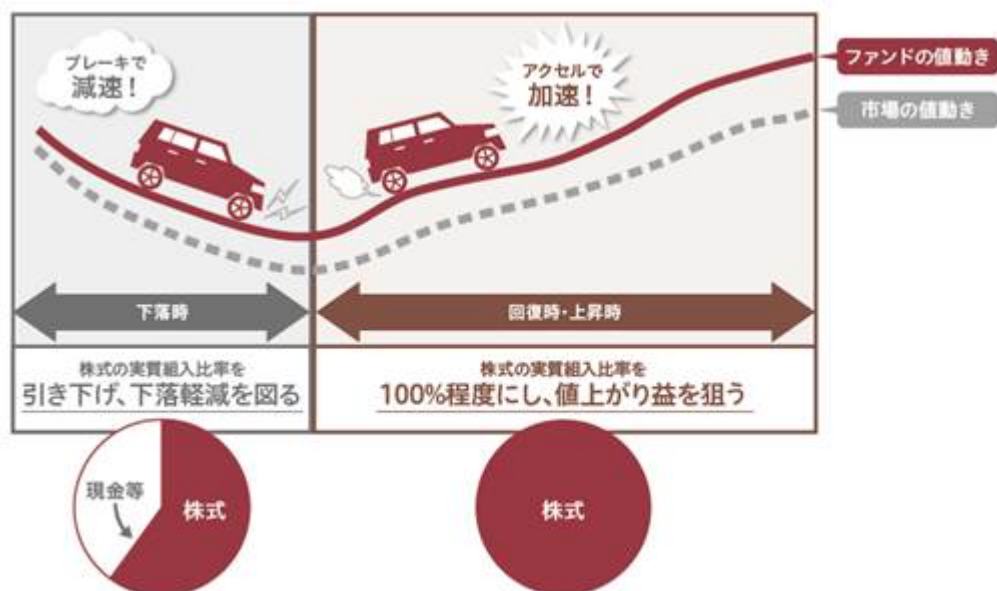 ブレーキで
減速！
アクセルで
加速！
ファンドの値動き
市場の値動き
下落時
回復時・上昇時
株式の実質組入比率を
引き下げ、下落軽減を図る
株式の実質組入比率を
100%程度にし、値上がり益を狙う
現金等
株式
株式